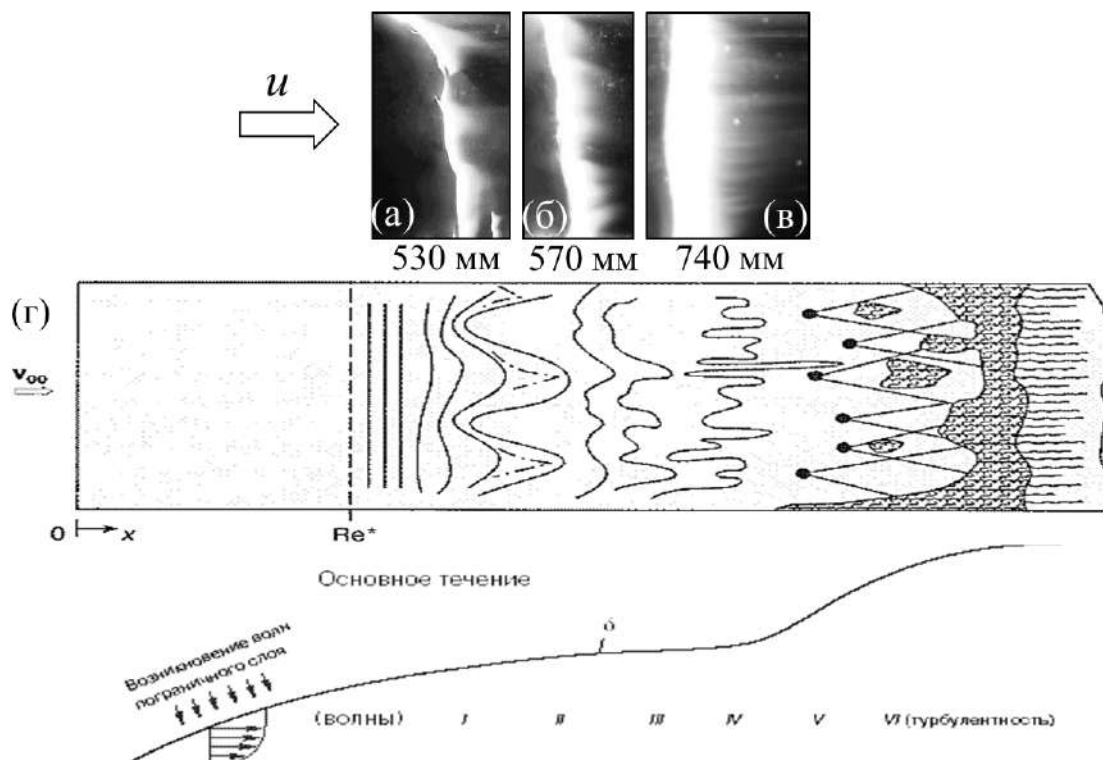 u
(а) (б) (в)
530 мм 570 мм 740 мм
(г)
v∞
0 x Re*
Основное течение
δ
Возникновение волн
пограничного слоя
(волны) I II III IV V VI (турбулентность)